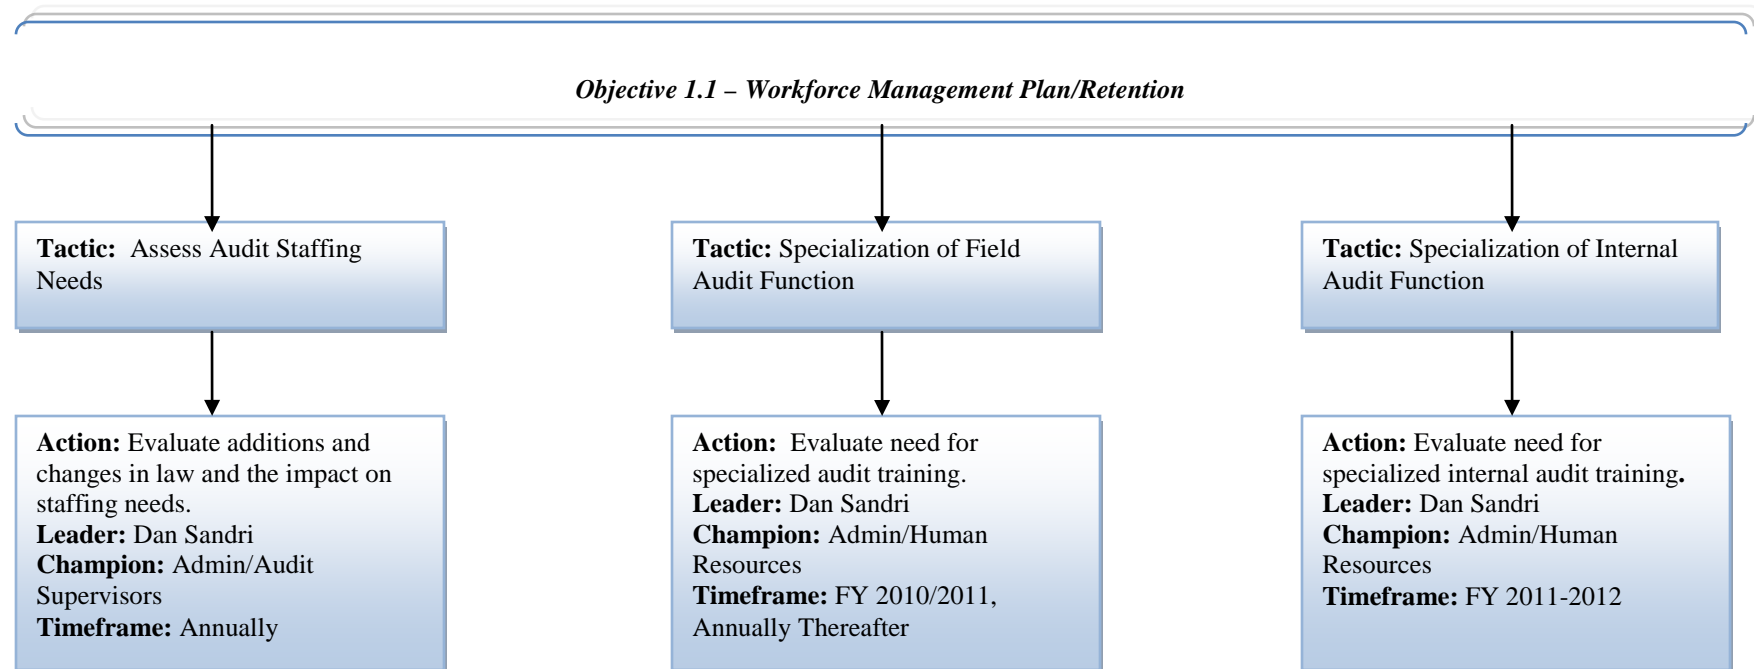 Objective 1.1 – Workforce Management Plan/Retention
Tactic:  Assess Audit Staffing
Needs
Tactic: Specialization of Field
Audit Function
Tactic: Specialization of Internal
Audit Function
Action: Evaluate additions and
changes in law and the impact on
staffing needs.
Leader: Dan Sandri
Champion: Admin/Audit
Supervisors
Timeframe: Annually
Action:  Evaluate need for
specialized audit training.
Leader: Dan Sandri
Champion: Admin/Human
Resources
Timeframe: FY 2010/2011,
Annually Thereafter
Action: Evaluate need for
specialized internal audit training.
Leader: Dan Sandri
Champion: Admin/Human
Resources
Timeframe: FY 2011-2012